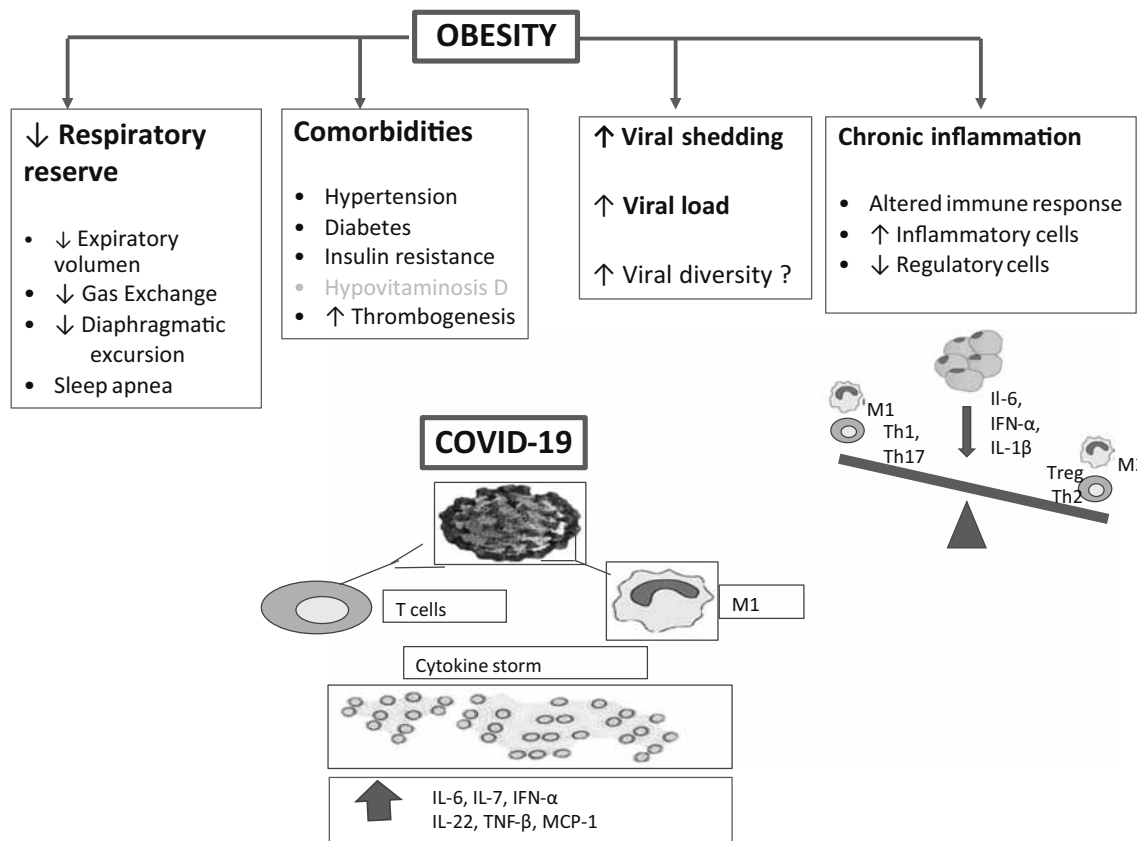 OBESITY
↓ Respiratory
reserve
• ↓ Expiratory
volumen
• ↓ Gas Exchange
• ↓ Diaphragmatic
excursion
• Sleep apnea
Comorbidities
• Hypertension
• Diabetes
• Insulin resistance
• Hypovitaminosis D
• ↑ Thrombogenesis
↑ Viral shedding
↑ Viral load
↑ Viral diversity ?
Chronic inflammation
• Altered immune response
• ↑ Inflammatory cells
• ↓ Regulatory cells
M1
Th1,
Th17
Il-6,
IFN-α,
IL-1β
Treg
Th2
COVID-19
T cells
M1
Cytokine storm
IL-6, IL-7, IFN-α
IL-22, TNF-β, MCP-1